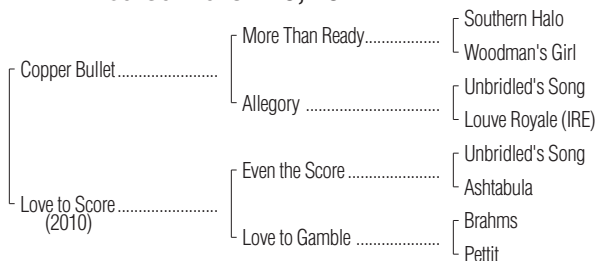 Southern Halo
More Than Ready
Woodman's Girl
Copper Bullet
Unbridled's Song
Allegory
Louve Royale (IRE)
Unbridled's Song
Even the Score
Ashtabula
Love to Score
(2010)
Brahms
Love to Gamble
Pettit